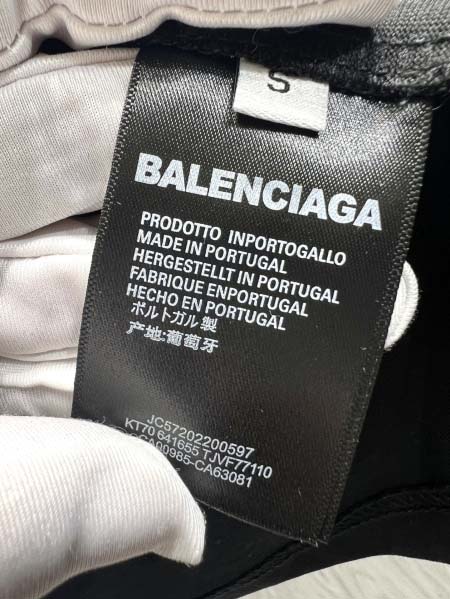 S
BALENCIAGA
PRODOTTO INPORTOGALLO
MADE IN PORTUGAL
HERGESTELLT IN PORTUGAL
FABRIQUE ENPORTUGAL
HECHO EN PORTUGAL
ポルトガル製
产地:葡萄牙
JC57202200597
KT70 641655 TJVF77110
CCA00985-CA63081